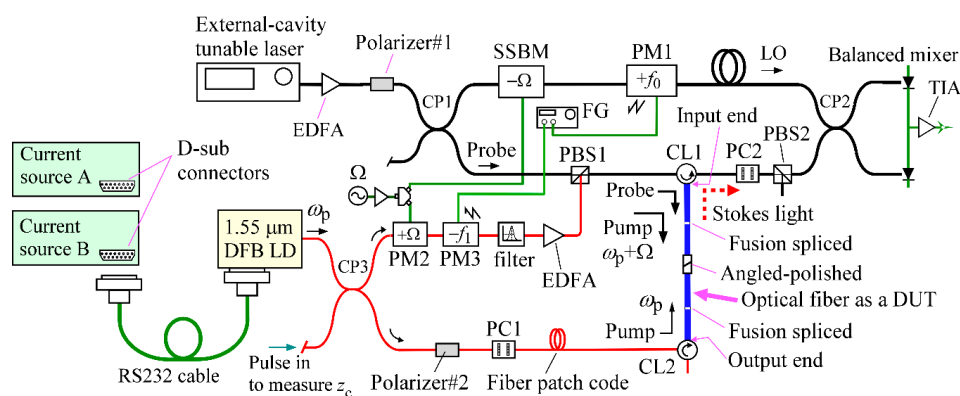 External-cavity
tunable laser
Polarizer#1
EDFA
CP1
SSBM
−Ω
PM1
+f0
LO
Balanced mixer
TIA
CP2
FG
Input end
PBS2
PC2
CL1
PBS1
Probe
Ω
D-sub
connectors
Current
source A
Current
source B
1.55 μm
DFB LD
ωp
CP3
+Ω
PM2
−f1
PM3
filter
EDFA
Probe
Pump
ωp+Ω
Stokes light
Fusion spliced
Angled-polished
Optical fiber as a DUT
ωp
Pump
Fusion spliced
Output end
CL2
PC1
Polarizer#2
Fiber patch code
Pulse in
to measure zc
RS232 cable